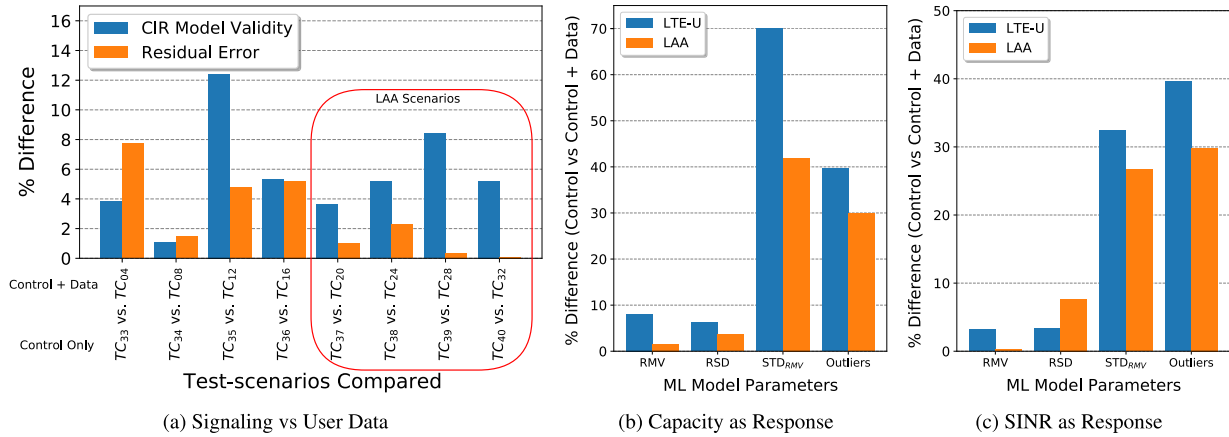 16
14
12
10
8
6
4
2
0
% Difference
CIR Model Validity
Residual Error
LAA Scenarios
Control + Data
Control Only
TC33 vs. TC04
TC34 vs. TC08
TC35 vs. TC12
TC36 vs. TC16
TC37 vs. TC20
TC38 vs. TC24
TC39 vs. TC28
TC40 vs. TC32
Test-scenarios Compared
(a) Signaling vs User Data
70
60
50
40
30
20
10
0
% Difference (Control vs Control + Data)
LTE-U
LAA
RMV RSD STDRMV Outliers
ML Model Parameters
(b) Capacity as Response
50
40
30
20
10
0
% Difference (Control vs Control + Data)
LTE-U
LAA
RMV RSD STDRMV Outliers
ML Model Parameters
(c) SINR as Response